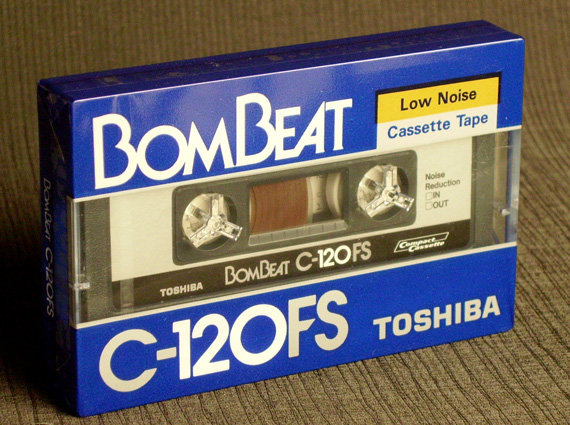 BOMBEAT
Low Noise
Cassette Tape
Noise
Reduction
IN
OUT
BOMBEAT C-120FS
TOSHIBA
Compact
Cassette
C-120FS
TOSHIBA
BOMBEAT C-120FS